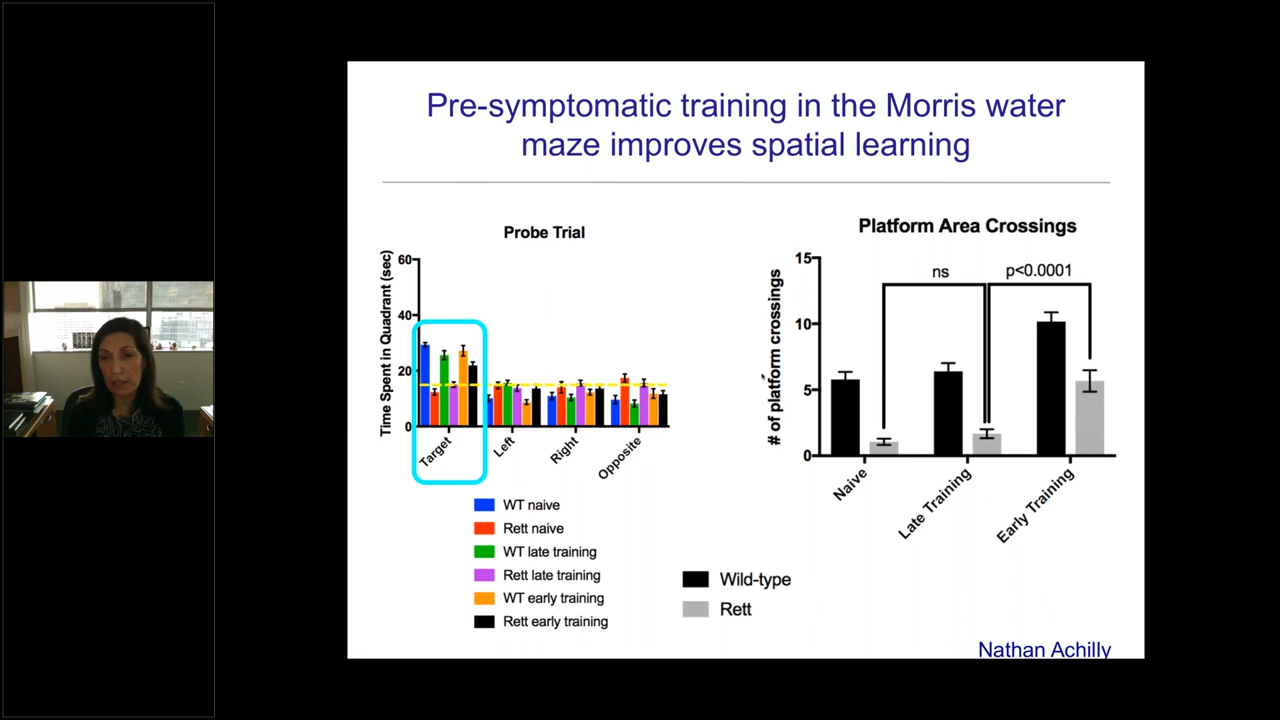 Pre-symptomatic training in the Morris water
maze improves spatial learning
Probe Trial
Time Spent in Quadrant (sec)
60
40
20
0
Target
Left
Right
Opposite
WT naive
Rett naive
WT late training
Rett late training
WT early training
Rett early training
Platform Area Crossings
# of platform crossings
15
10
5
0
ns
p<0.0001
Naive
Late Training
Early Training
Wild-type
Rett
Nathan Achilly